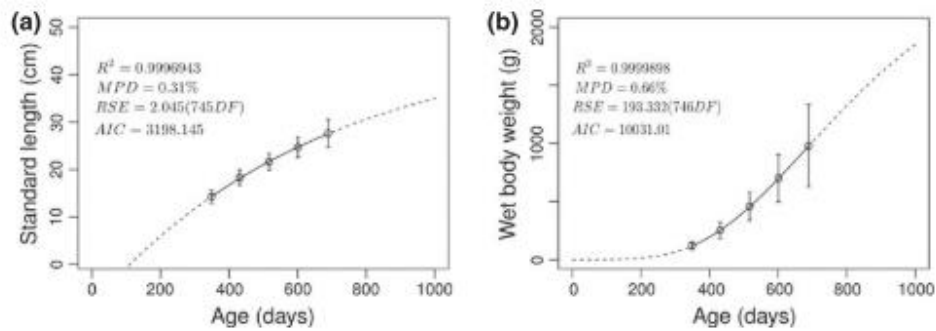 (a)
Standard length (cm)
50
40
30
20
10
0
R² = 0.9996943
MPD = 0.31%
RSE = 2.045(745DF)
AIC = 3198.145
0 200 400 600 800 1000
Age (days)
(b)
Wet body weight (g)
2000
1000
0
R² = 0.9999898
MPD = 0.66%
RSE = 193.332(746DF)
AIC = 10031.01
0 200 400 600 800 1000
Age (days)